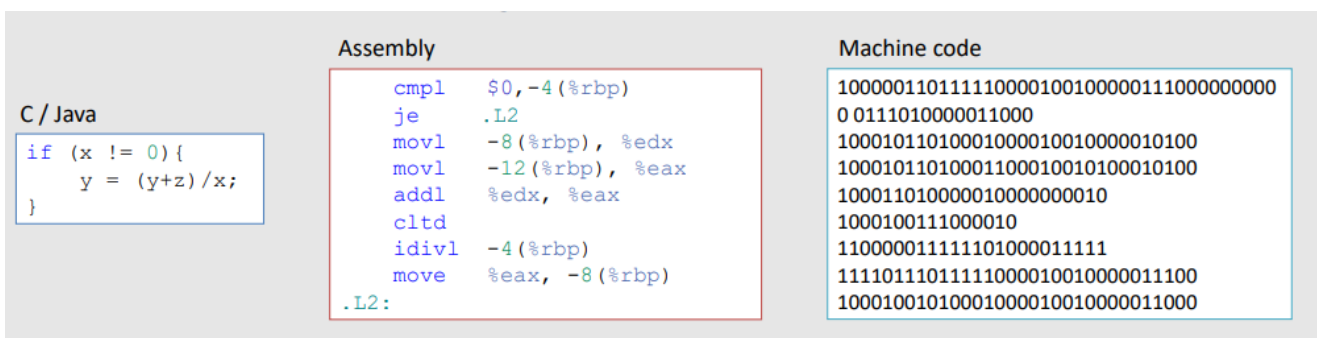 Assembly
Machine code
C / Java
if (x != 0){
y = (y+z)/x;
}
cmpl $0,-4(%rbp)
je .L2
movl -8(%rbp), %edx
movl -12(%rbp), %eax
addl %edx, %eax
cltd
idivl -4(%rbp)
move %eax, -8(%rbp)
.L2:
100000110111110000100100000111000000000
0 0111010000011000
10001011010001000010010000010100
10001011010001100010010100010100
100011010000010000000010
1000100111000010
110000011111101000011111
11110111011111000010010000011100
10001001010001000010010000011000